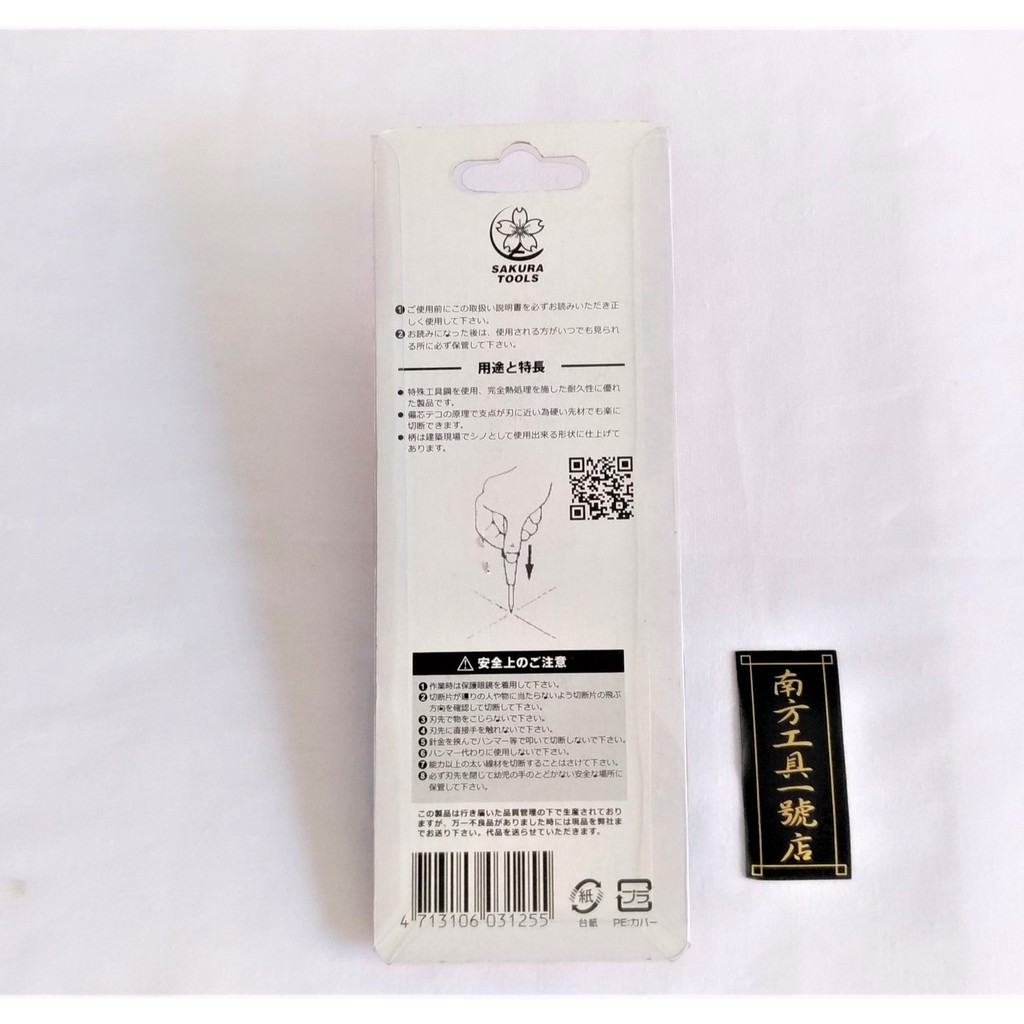 SAKURA
TOOLS
❶ ご使用前にこの取扱い説明書を必ずお読みいただき正
しく使用して下さい。
❷ お読みになった後は、使用される方がいつでも見られ
る所に必ず保管して下さい。
用途と特長
● 特殊工具鋼を使用、完全熱処理を施した耐久性に優れ
た製品です。
● 偏芯テコの原理で支点が刃に近い為硬い先材でも楽に
切断できます。
● 柄は建築現場でシノとして使用出来る形状に仕上げて
あります。
安全上のご注意
❶ 作業時は保護眼鏡を着用して下さい。
❷ 切断片が廻りの人や物に当たらないよう切断片の飛ぶ
方向を確認して切断して下さい。
❸ 刃先で物をこじらないで下さい。
❹ 刃先に直接手を触れないで下さい。
❺ 針金を挟んでハンマー等で叩いて切断しないで下さい。
❻ ハンマー代わりに使用しないで下さい。
❼ 能力以上の太い線材を切断することはさけて下さい。
❽ 必ず刃先を閉じて幼児の手のとどかない安全な場所に
保管して下さい。
この製品は行き届いた品質管理の下で生産されており
ますが、万一不良品がありました時には現品を弊社ま
でお送り下さい。代品を送らせていただきます。
4 713106 031255
紙
台紙
プラ
PE:カバー
南方工具一號店